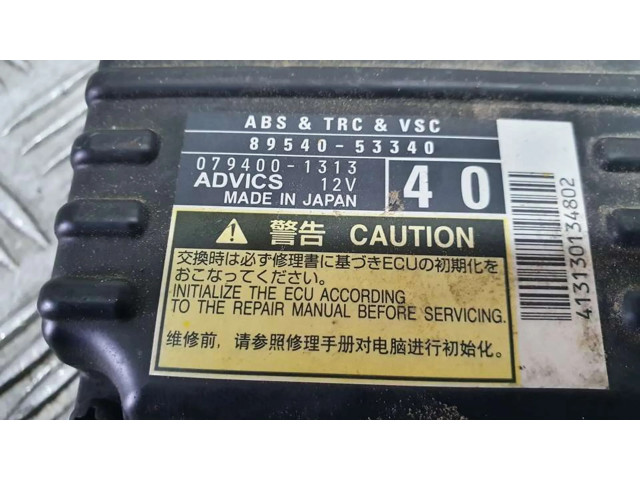 ABS & TRC & VSC
89540-53340
079400-1313
ADVICS 12V
MADE IN JAPAN
40
警告 CAUTION
交換時は必ず修理書に基づきECUの初期化を
おこなってください。
INITIALIZE THE ECU ACCORDING
TO THE REPAIR MANUAL BEFORE SERVICING.
维修前，请参照修理手册对电脑进行初始化。
413130134802